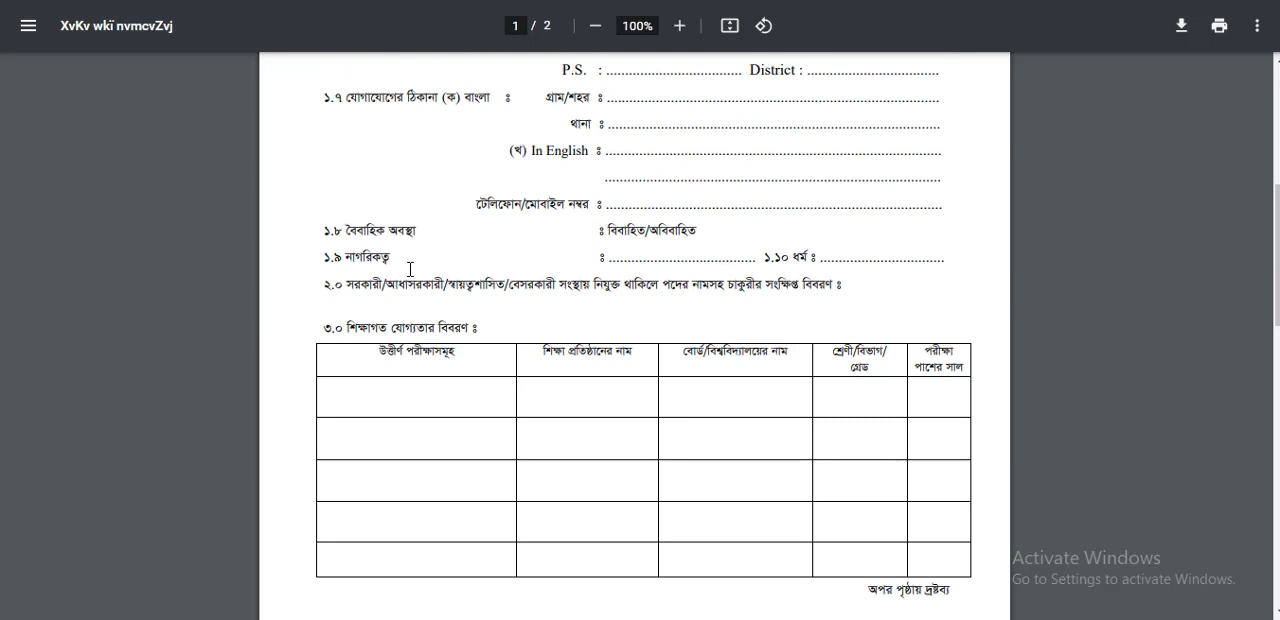 XvKv wkï nvmcvZvj
1 / 2
100%
P.S. : .................................... District : ...................................
১.৭ যোগাযোগের ঠিকানা (ক) বাংলা ঃ গ্রাম/শহর ঃ ........................................................................................
থানা ঃ ........................................................................................
(খ) In English ঃ .........................................................................................
.........................................................................................
টেলিফোন/মোবাইল নম্বর ঃ .........................................................................................
১.৮ বৈবাহিক অবস্থা ঃ বিবাহিত/অবিবাহিত
১.৯ নাগরিকত্ব ঃ ....................................... ১.১০ ধর্ম ঃ .................................
২.০ সরকারী/আধাসরকারী/স্বায়ত্বশাসিত/বেসরকারী সংস্থায় নিযুক্ত থাকিলে পদের নামসহ চাকুরীর সংক্ষিপ্ত বিবরণ ঃ
৩.০ শিক্ষাগত যোগ্যতার বিবরণ ঃ
উত্তীর্ণ পরীক্ষাসমূহ শিক্ষা প্রতিষ্ঠানের নাম বোর্ড/বিশ্ববিদ্যালয়ের নাম শ্রেণী/বিভাগ/ পরীক্ষা
গ্রেড পাশের সাল
Activate Windows
Go to Settings to activate Windows.
অপর পৃষ্ঠায় দ্রষ্টব্য